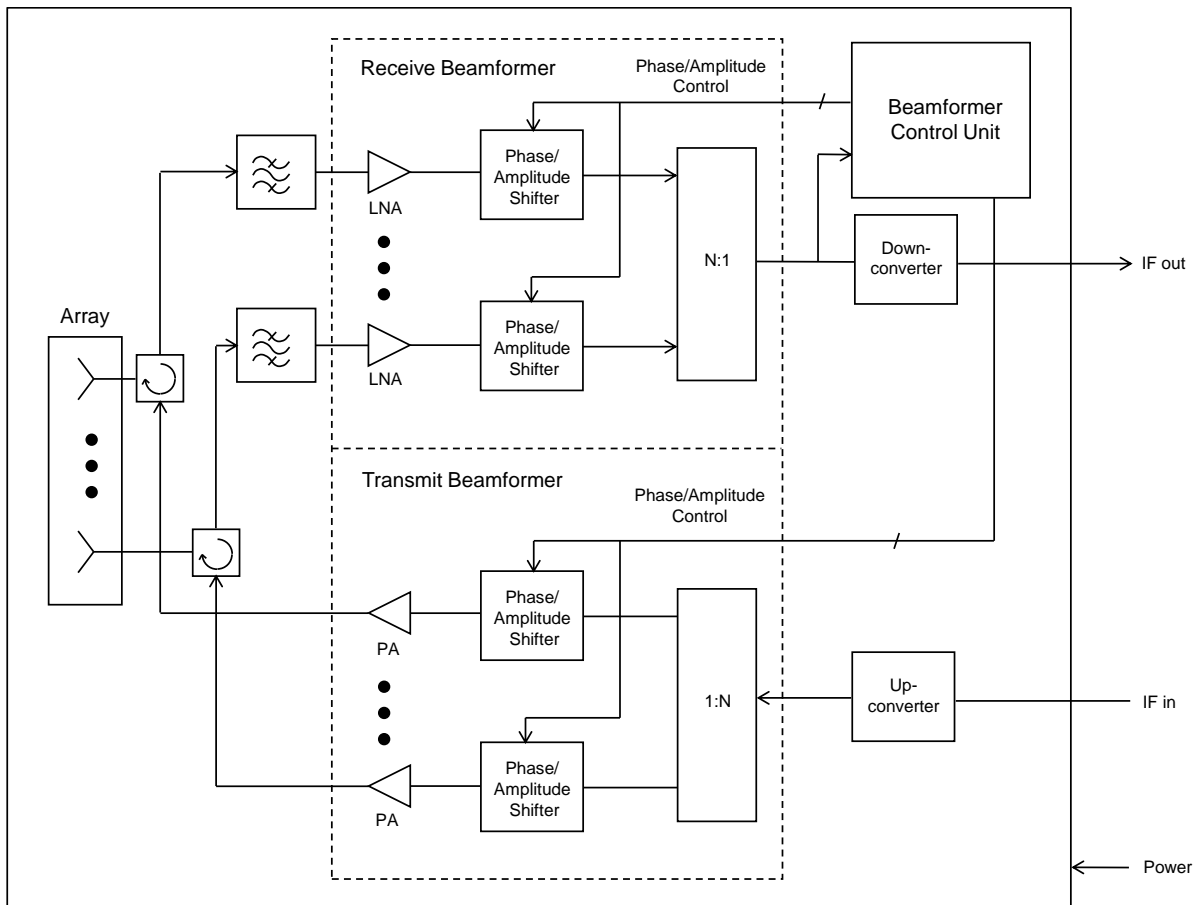 Receive Beamformer
Phase/Amplitude
Control
Beamformer
Control Unit
Phase/
Amplitude
Shifter
LNA
N:1
Down-
converter
IF out
Phase/
Amplitude
Shifter
LNA
Array
Transmit Beamformer
Phase/Amplitude
Control
Phase/
Amplitude
Shifter
PA
1:N
Up-
converter
IF in
Phase/
Amplitude
Shifter
PA
Power